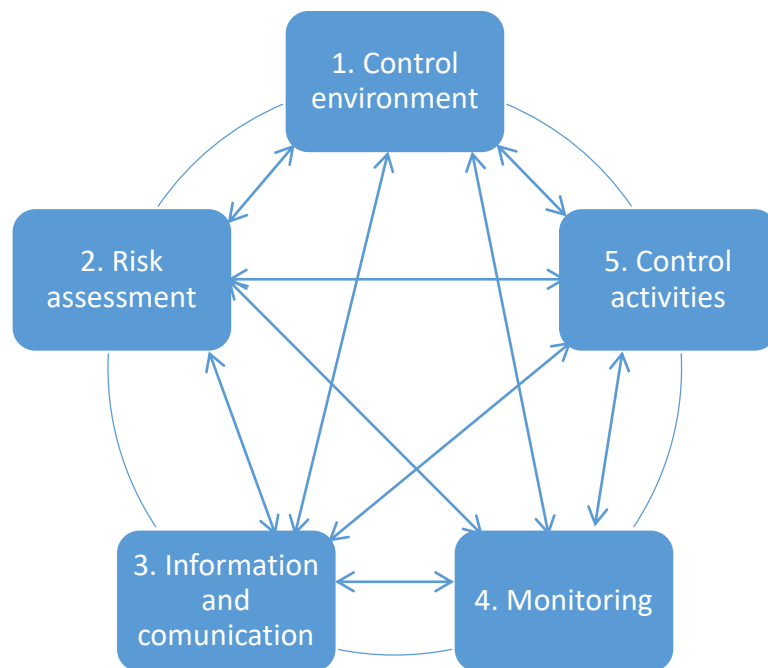 1. Control
environment
2. Risk
assessment
5. Control
activities
3. Information
and
comunication
4. Monitoring